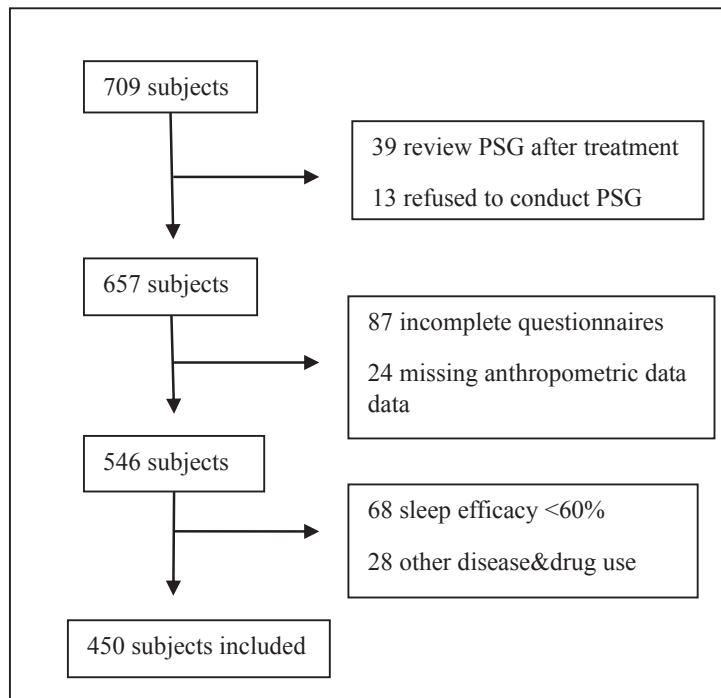 709 subjects
39 review PSG after treatment
13 refused to conduct PSG
657 subjects
87 incomplete questionnaires
24 missing anthropometric data
data
546 subjects
68 sleep efficacy <60%
28 other disease&drug use
450 subjects included